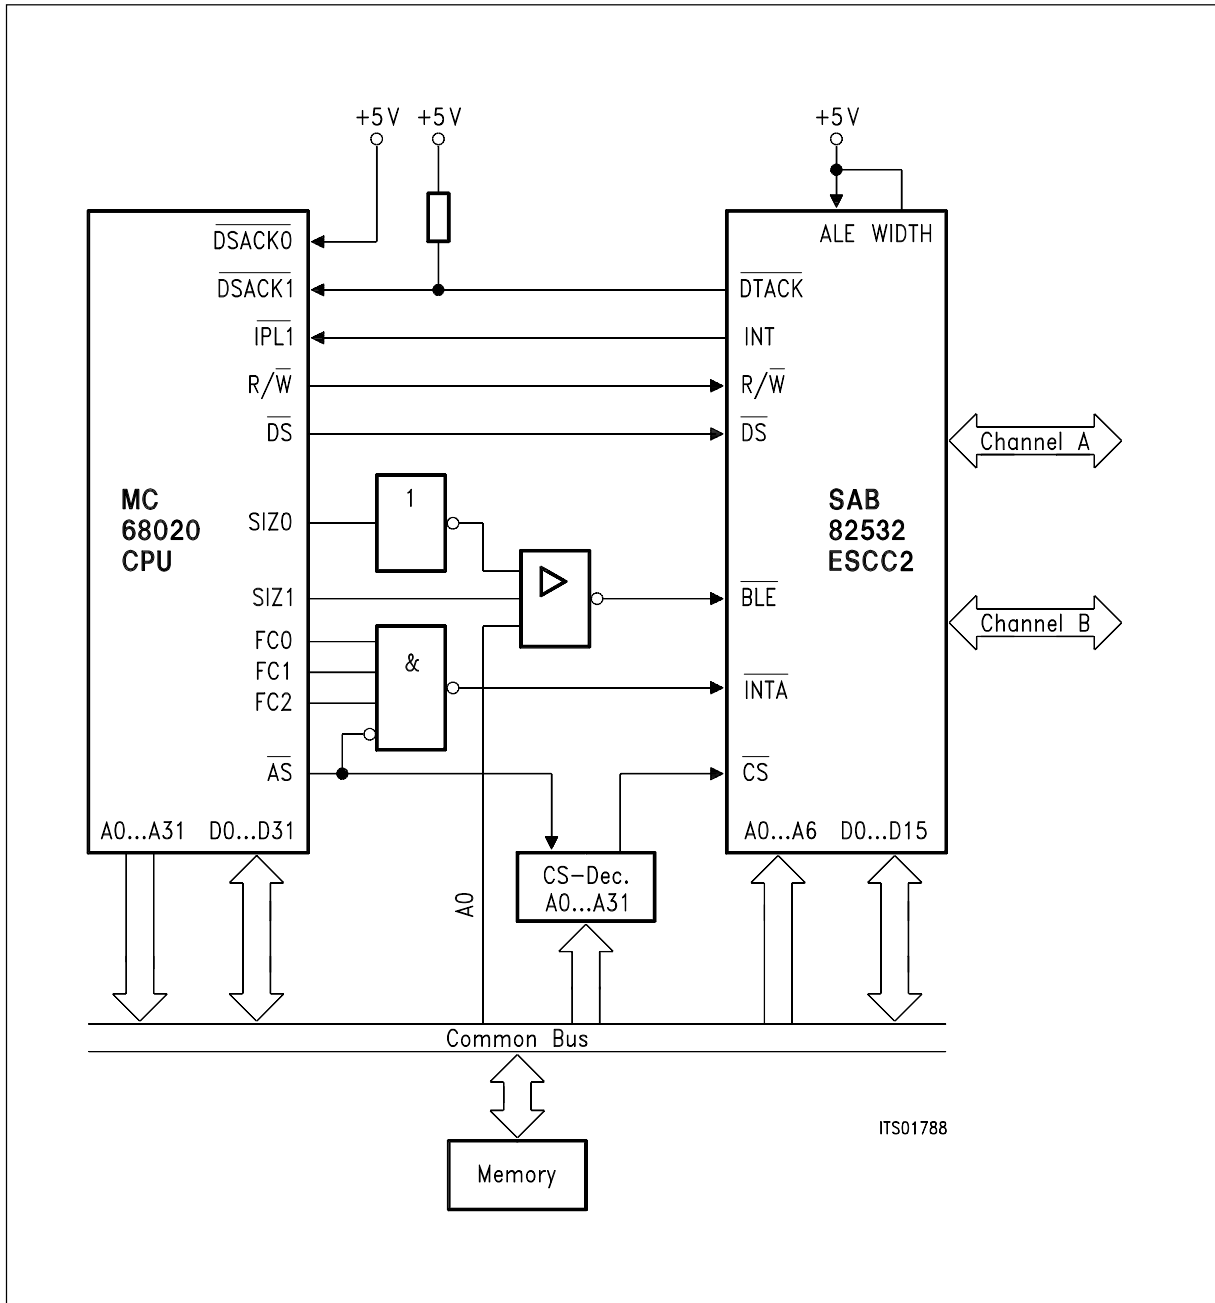 +5V +5V +5V
ALE WIDTH
DSACK0
DSACK1
IPL1
R/W
DS
MC
68020
CPU
SIZ0
SIZ1
FC0
FC1
FC2
AS
A0...A31 D0...D31
1
&
DTACK
INT
R/W
DS
SAB
82532
ESCC2
BLE
INTA
CS
A0...A6 D0...D15
Channel A
Channel B
CS-Dec.
A0...A31
A0
Common Bus
Memory
ITS01788